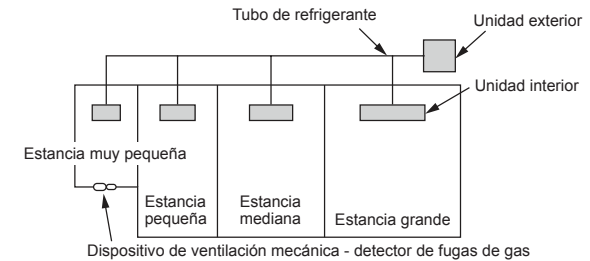 Tubo de refrigerante
Unidad exterior
Unidad interior
Estancia muy pequeña
Estancia
pequeña
Estancia
mediana
Estancia grande
Dispositivo de ventilación mecánica - detector de fugas de gas